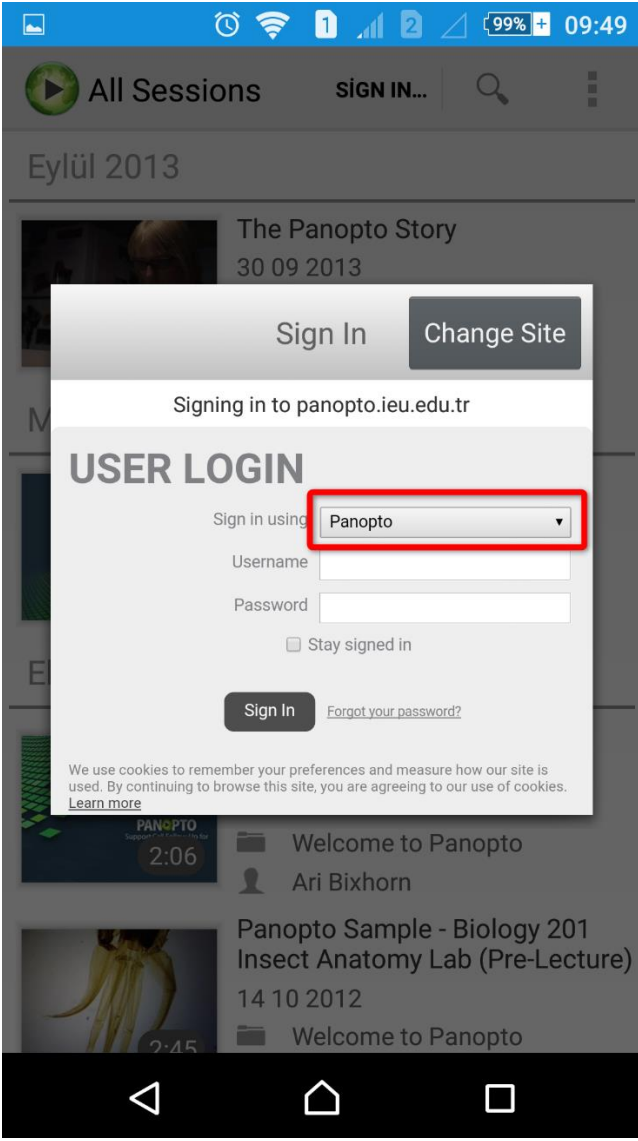 1
2
99%
09:49
All Sessions
SİGN IN...
Eylül 2013
The Panopto Story
30 09 2013
Sign In
Change Site
Signing in to panopto.ieu.edu.tr
M
USER LOGIN
Sign in using
Panopto
Username
Password
Stay signed in
Sign In
Forgot your password?
We use cookies to remember your preferences and measure how our site is
used. By continuing to browse this site, you are agreeing to our use of cookies.
Learn more
PANOPTO
2:06
Welcome to Panopto
Ari Bixhorn
Panopto Sample - Biology 201
Insect Anatomy Lab (Pre-Lecture)
14 10 2012
2:45
Welcome to Panopto